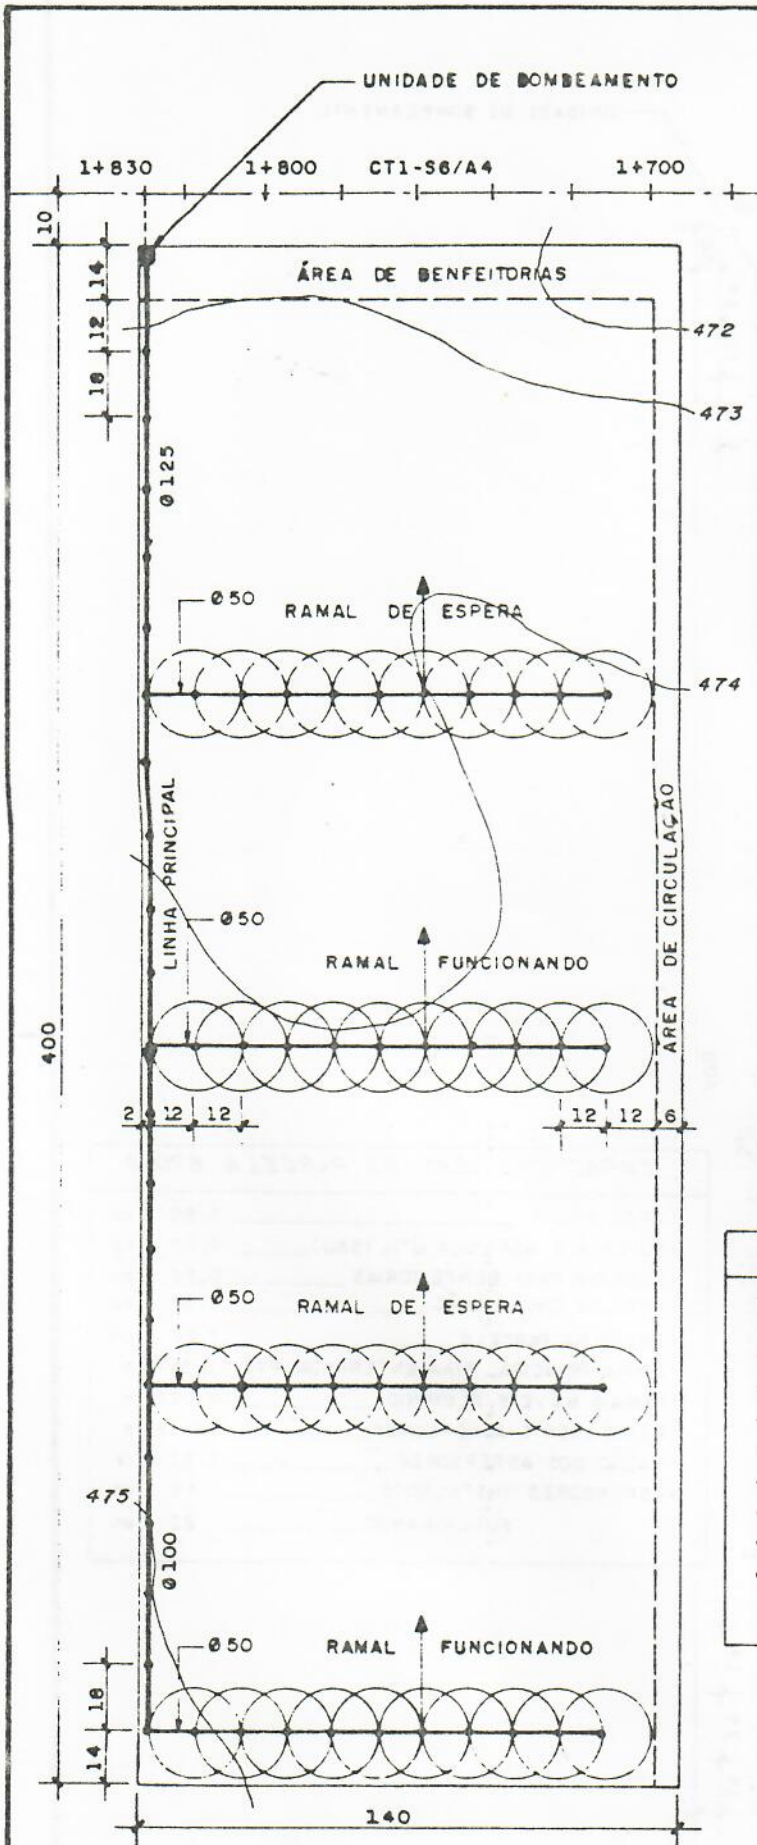 UNIDADE DE BOMBEAMENTO
1+830 1+800 CT1-S6/A4 1+700
10
14
ÁREA DE BENFEITORIAS
12
472
18
473
Ø125
Ø50
RAMAL DE ESPERA
474
LINHA PRINCIPAL
Ø50
ÁREA DE CIRCULAÇÃO
RAMAL FUNCIONANDO
400
2 12 12 12 12 6
Ø50
RAMAL DE ESPERA
475
Ø100
Ø50
RAMAL FUNCIONANDO
18
14
140